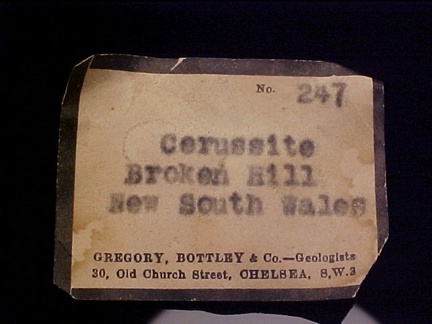 No. 247
Cerussite
Broken Hill
New South Wales
GREGORY, BOTTLEY & Co.—Geologists
30, Old Church Street, CHELSEA, S.W.3